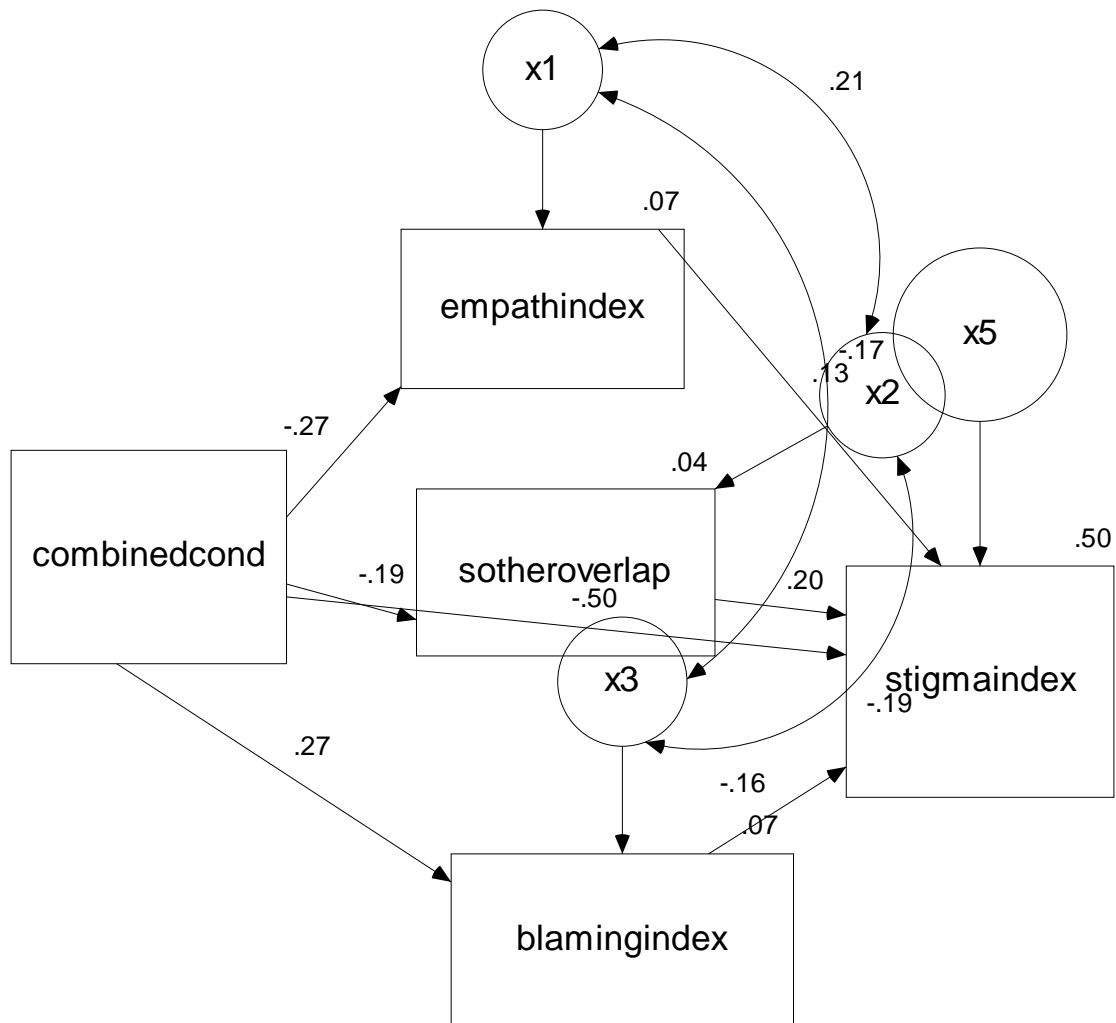 x1
.21
.07
empathindex
x5
-.17
.13
x2
-.27
.04
.50
combinedcond
-.19
sotheroverlap
-.50
.20
x3
stigmaindex
-.19
.27
-.16
.07
blamingindex